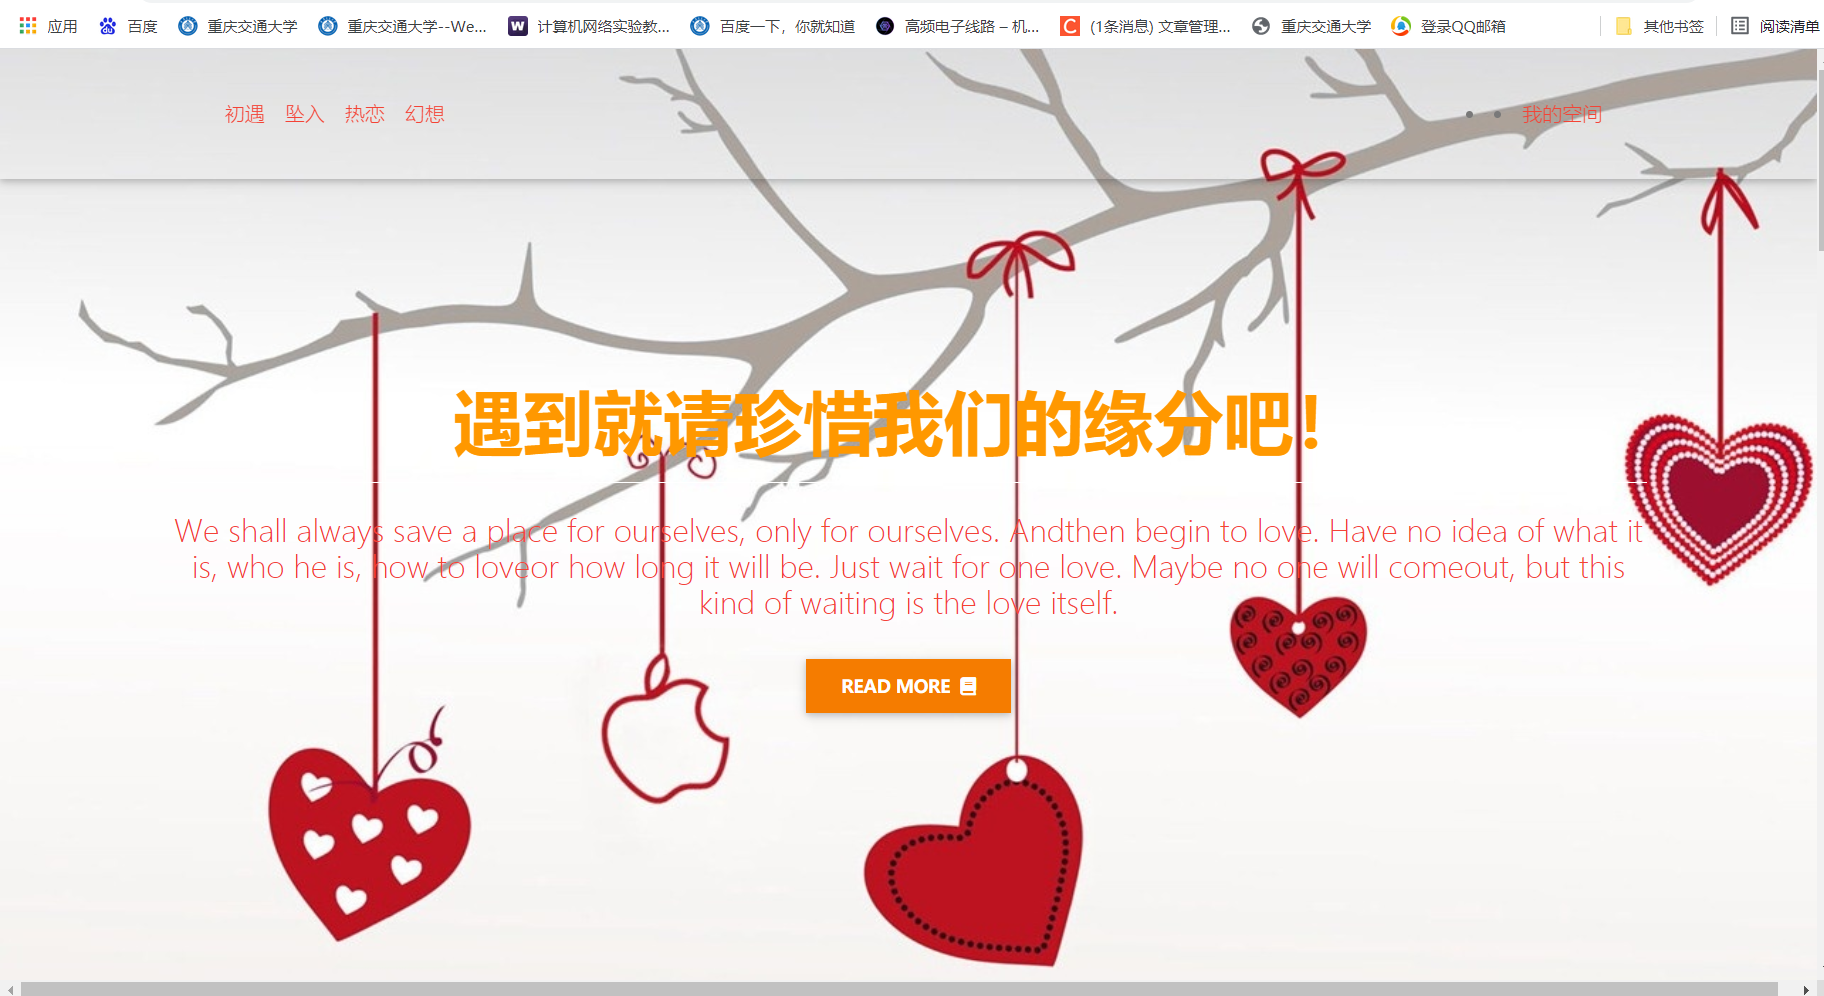 应用 百度 重庆交通大学 重庆交通大学--We... 计算机网络实验教... 百度一下，你就知道 高频电子线路 – 机... (1条消息) 文章管理... 重庆交通大学 登录QQ邮箱 其他书签 阅读清单
初遇 坠入 热恋 幻想 我的空间
遇到就请珍惜我们的缘分吧！
We shall always save a place for ourselves, only for ourselves. Andthen begin to love. Have no idea of what it
is, who he is, how to loveor how long it will be. Just wait for one love. Maybe no one will comeout, but this
kind of waiting is the love itself.
READ MORE